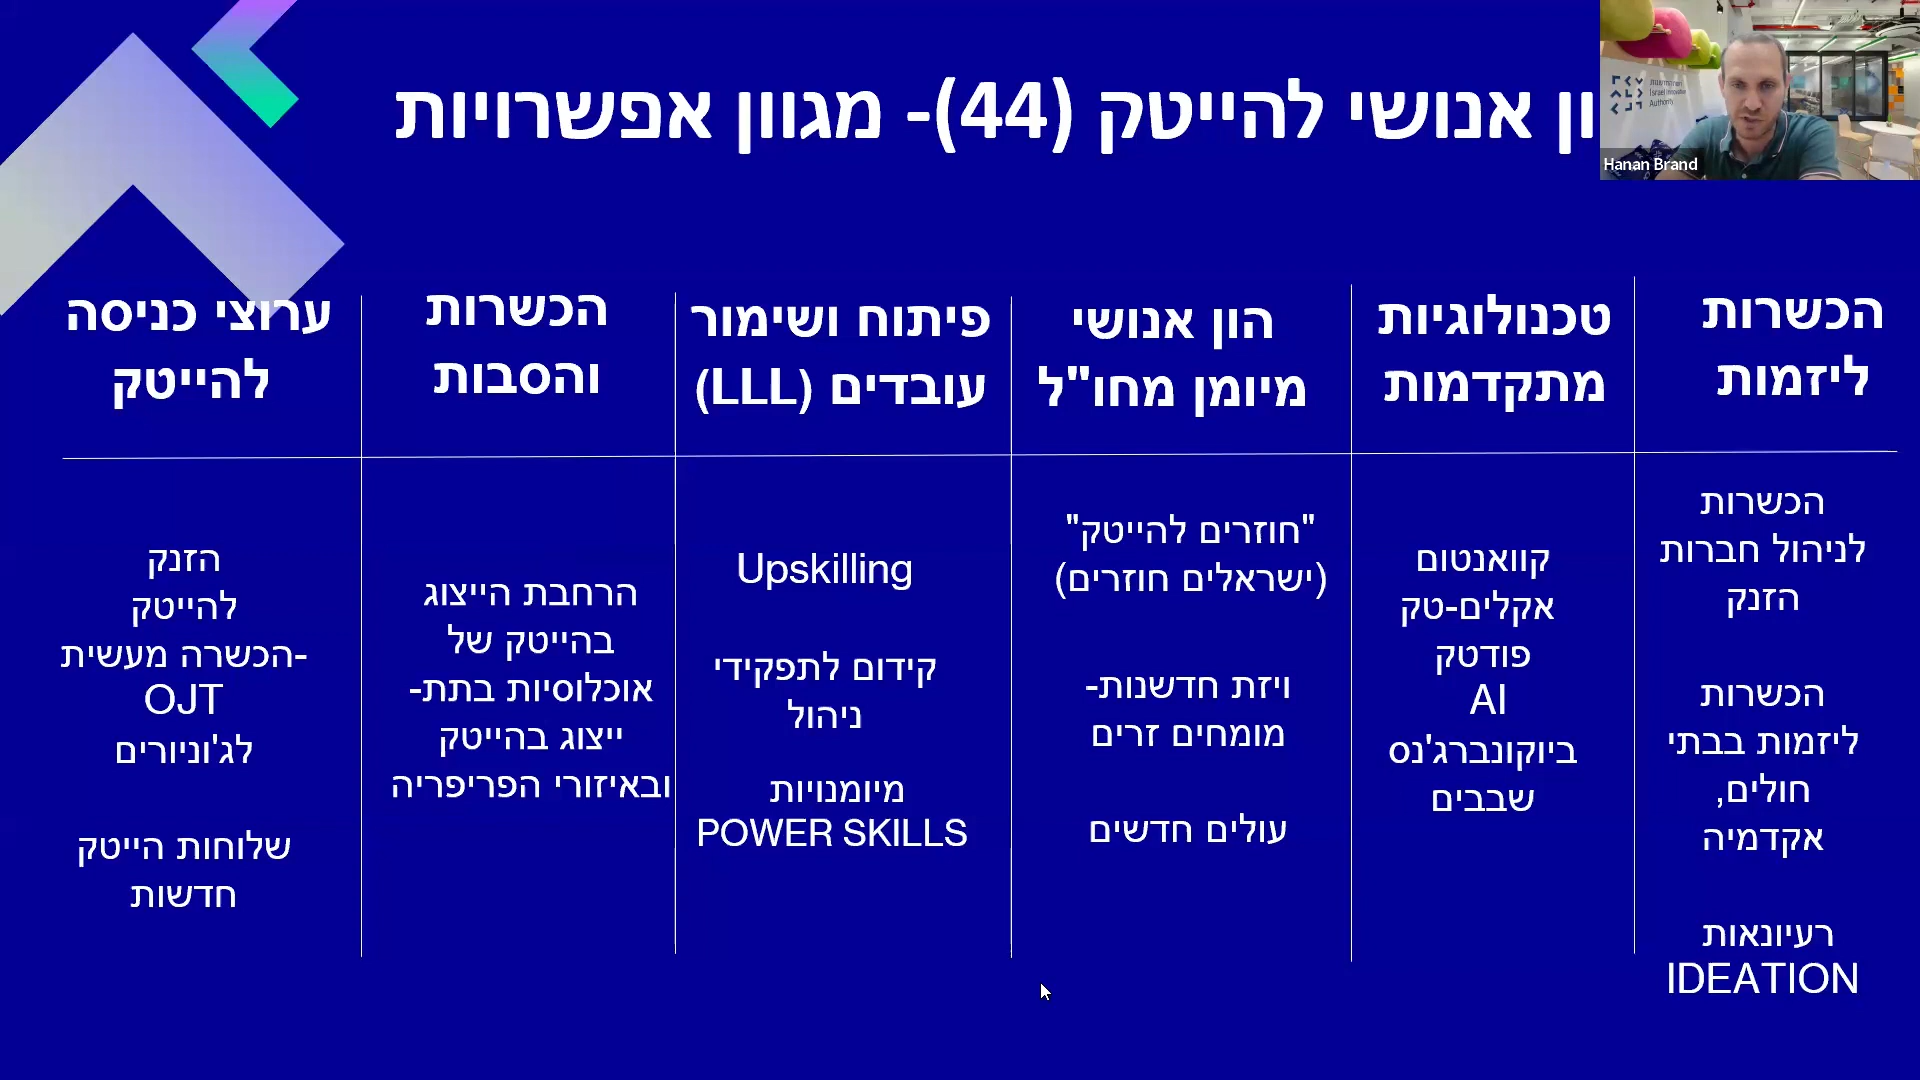 ון אנושי להייטק (44)- מגוון אפשרויות
Israel Innovation
Authority
Hanan Brand
הכשרות
ליזמות
טכנולוגיות
מתקדמות
הון אנושי
מיומן מחו"ל
פיתוח ושימור
עובדים (LLL)
הכשרות
והסבות
ערוצי כניסה
להייטק
הכשרות
לניהול חברות
הזנק
הכשרות
ליזמות בבתי
חולים,
אקדמיה
רעיונאות
IDEATION
קוואנטום
אקלים-טק
פודטק
AI
ביוקונברג'נס
שבבים
"חוזרים להייטק"
(ישראלים חוזרים)
ויזת חדשנות-
מומחים זרים
עולים חדשים
Upskilling
קידום לתפקידי
ניהול
מיומנויות
POWER SKILLS
הרחבת הייצוג
בהייטק של
אוכלוסיות בתת-
ייצוג בהייטק
ובאיזורי הפריפריה
הזנק
להייטק
-הכשרה מעשית
OJT
לג'וניורים
שלוחות הייטק
חדשות